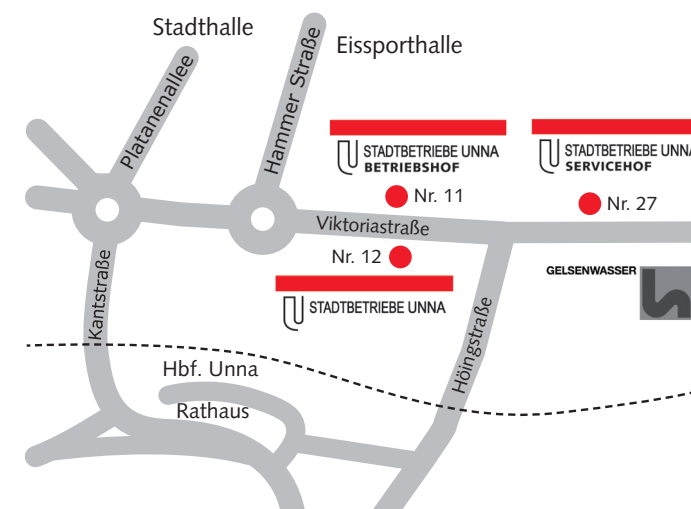 Stadthalle
Eissporthalle
Platanenallee
Hammer Straße
STADTBETRIEBE UNNA
BETRIEBSHOF
STADTBETRIEBE UNNA
SERVICEHOF
Nr. 11
Nr. 27
Viktoriastraße
Nr. 12
STADTBETRIEBE UNNA
GELSENWASSER
Kantstraße
Höingstraße
Hbf. Unna
Rathaus